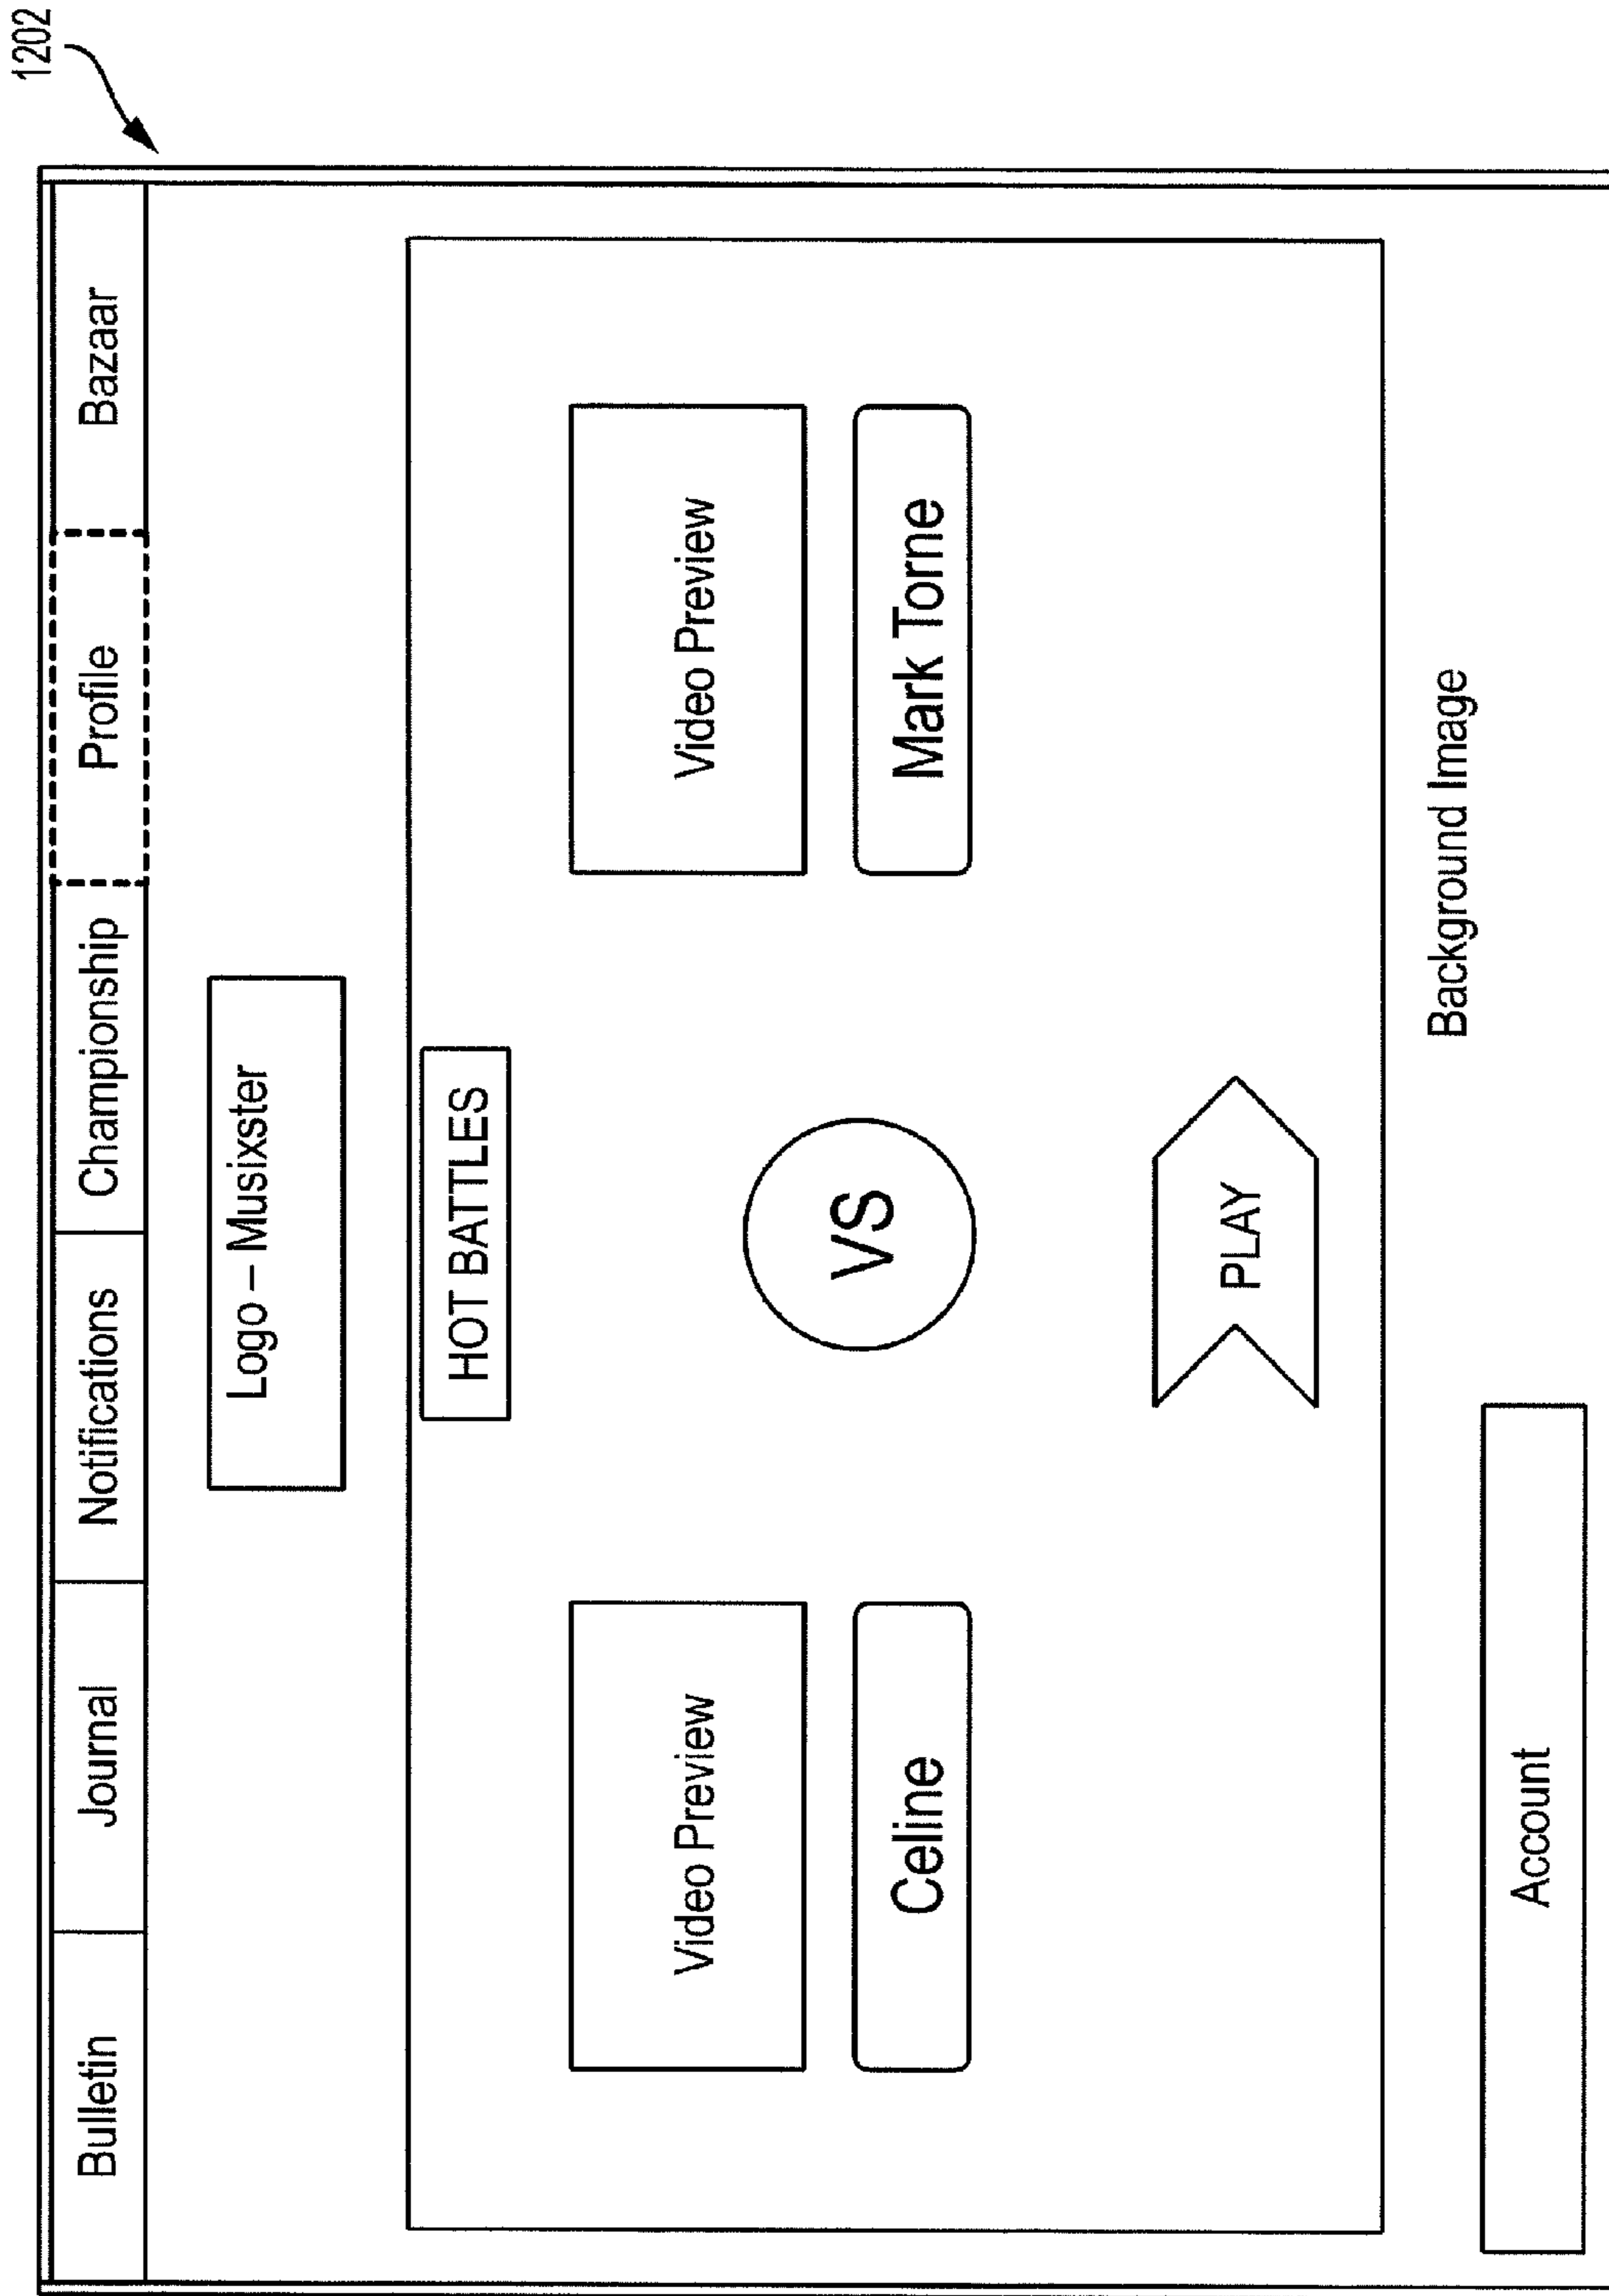 1202
Bulletin
Journal
Notifications
Championship
Profile
Bazaar
Logo – Musixster
HOT BATTLES
Video Preview
Video Preview
Celine
VS
Mark Torne
PLAY
Background Image
Account